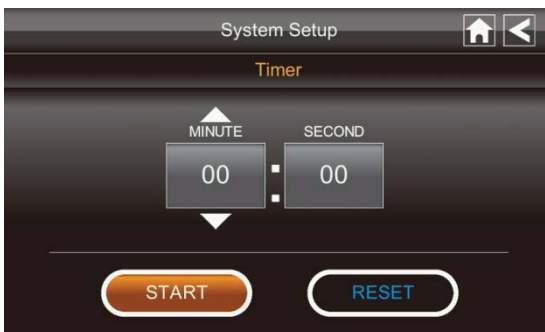 System Setup
Timer
MINUTE SECOND
00 : 00
START RESET